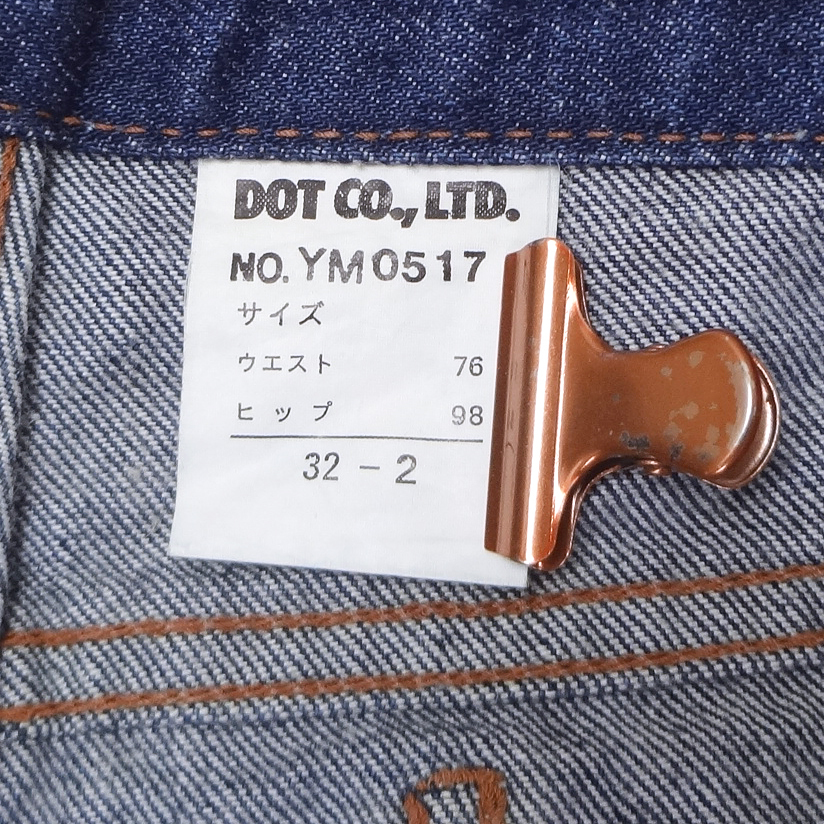 DOT CO., LTD.
NO. YM0517
サイズ
ウエスト 76
ヒップ 98
32 - 2